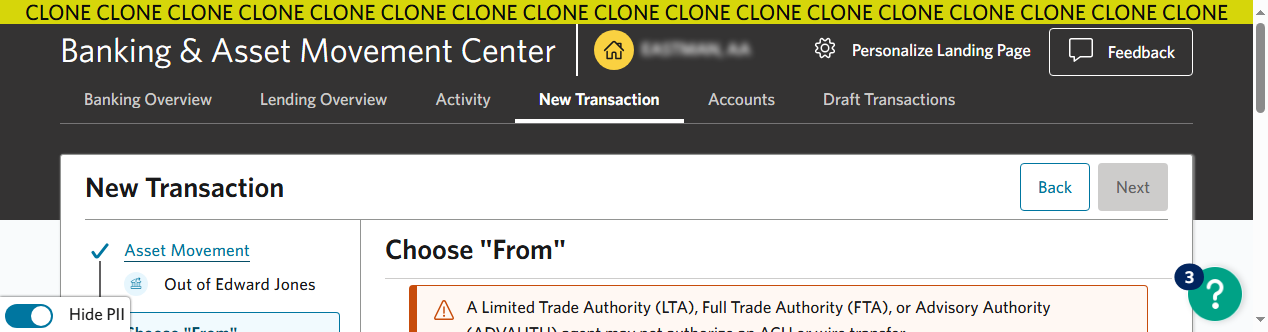 CLONE CLONE CLONE CLONE CLONE CLONE CLONE CLONE CLONE CLONE CLONE CLONE CLONE CLONE CLONE CLONE CLONE
Banking & Asset Movement Center
Personalize Landing Page
Feedback
Banking Overview
Lending Overview
Activity
New Transaction
Accounts
Draft Transactions
New Transaction
Back
Next
Asset Movement
Out of Edward Jones
Choose "From"
A Limited Trade Authority (LTA), Full Trade Authority (FTA), or Advisory Authority
(ADVAUTH) agent may not authorize an ACH or wire transfer.
3
?
Hide PII
Choose "From"